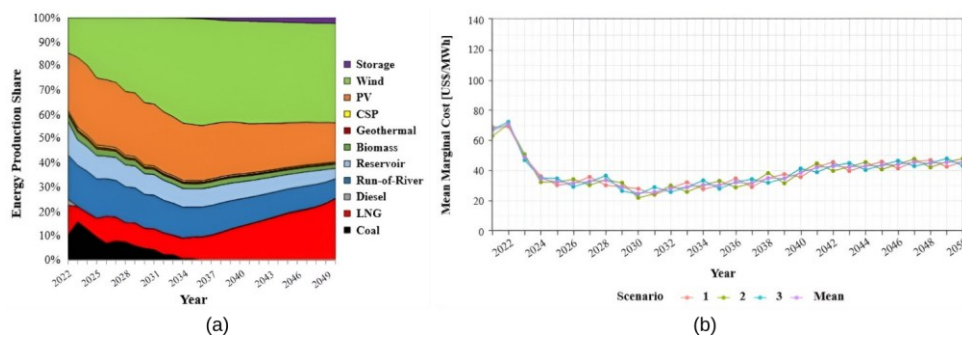 100%
90%
80%
70%
60%
50%
40%
30%
20%
10%
0%
Energy Production Share
2022 2025 2028 2031 2034 2037 2040 2043 2046 2049
Year
Storage
Wind
PV
CSP
Geothermal
Biomass
Reservoir
Run-of-River
Diesel
LNG
Coal
(a)
140
120
100
80
60
40
20
0
Mean Marginal Cost [US$/MWh]
2022 2024 2026 2028 2030 2032 2034 2036 2038 2040 2042 2044 2046 2048
Year
Scenario 1 2 3 Mean
(b)